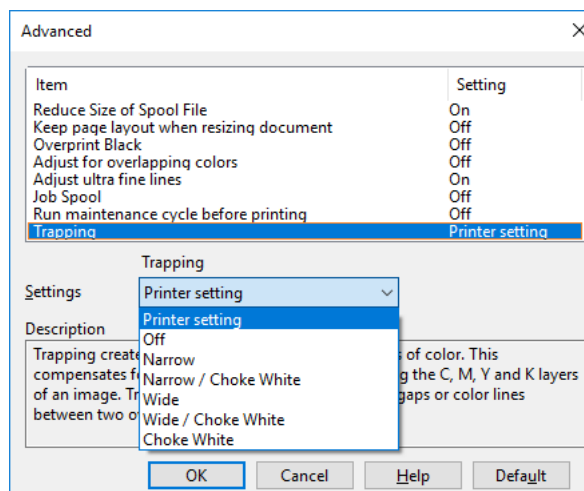 Advanced
Item Setting
Reduce Size of Spool File On
Keep page layout when resizing document Off
Overprint Black Off
Adjust for overlapping colors Off
Adjust ultra fine lines On
Job Spool Off
Run maintenance cycle before printing Off
Trapping Printer setting
Trapping
Settings Printer setting
Printer setting
Off
Narrow
Narrow / Choke White
Wide
Wide / Choke White
Choke White
Description
Trapping s of color. This
compensates g the C, M, Y and K layers
of an image. gaps or color lines
between two
OK Cancel Help Default